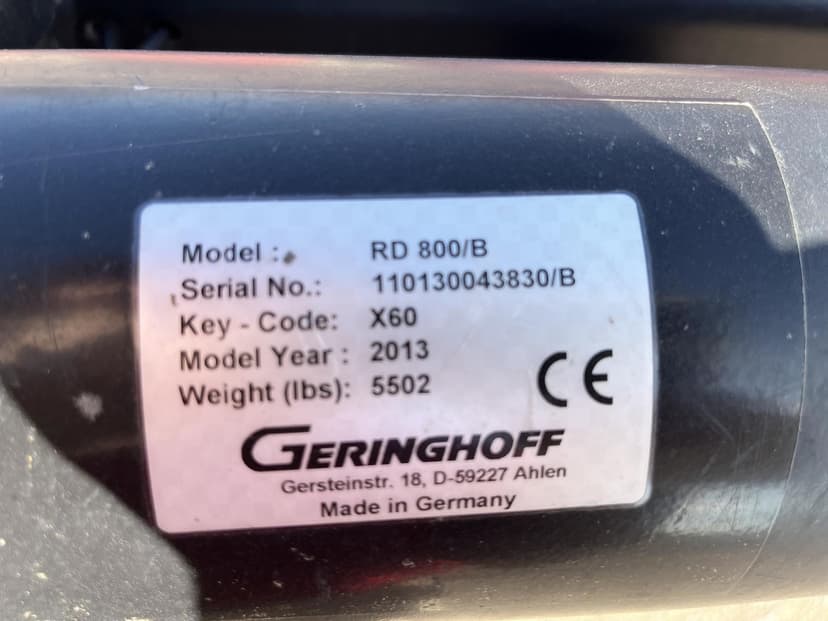 Model : RD 800/B
Serial No.: 110130043830/B
Key - Code: X60
Model Year : 2013
Weight (lbs): 5502
CE
GERINGHOFF
Gersteinstr. 18, D-59227 Ahlen
Made in Germany